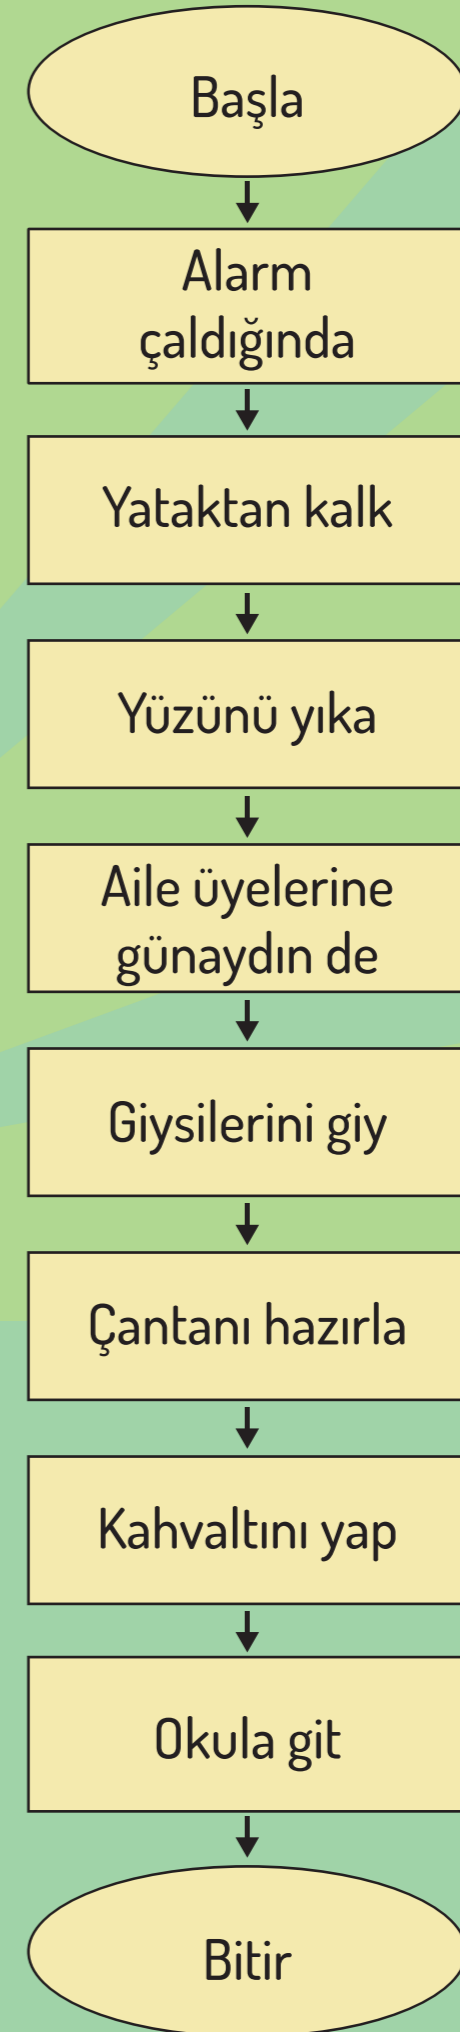 Başla
Alarm
çaldığında
Yataktan kalk
Yüzünü yıka
Aile üyelerine
günaydın de
Giysilerini giy
Çantanı hazırla
Kahvaltını yap
Okula git
Bitir